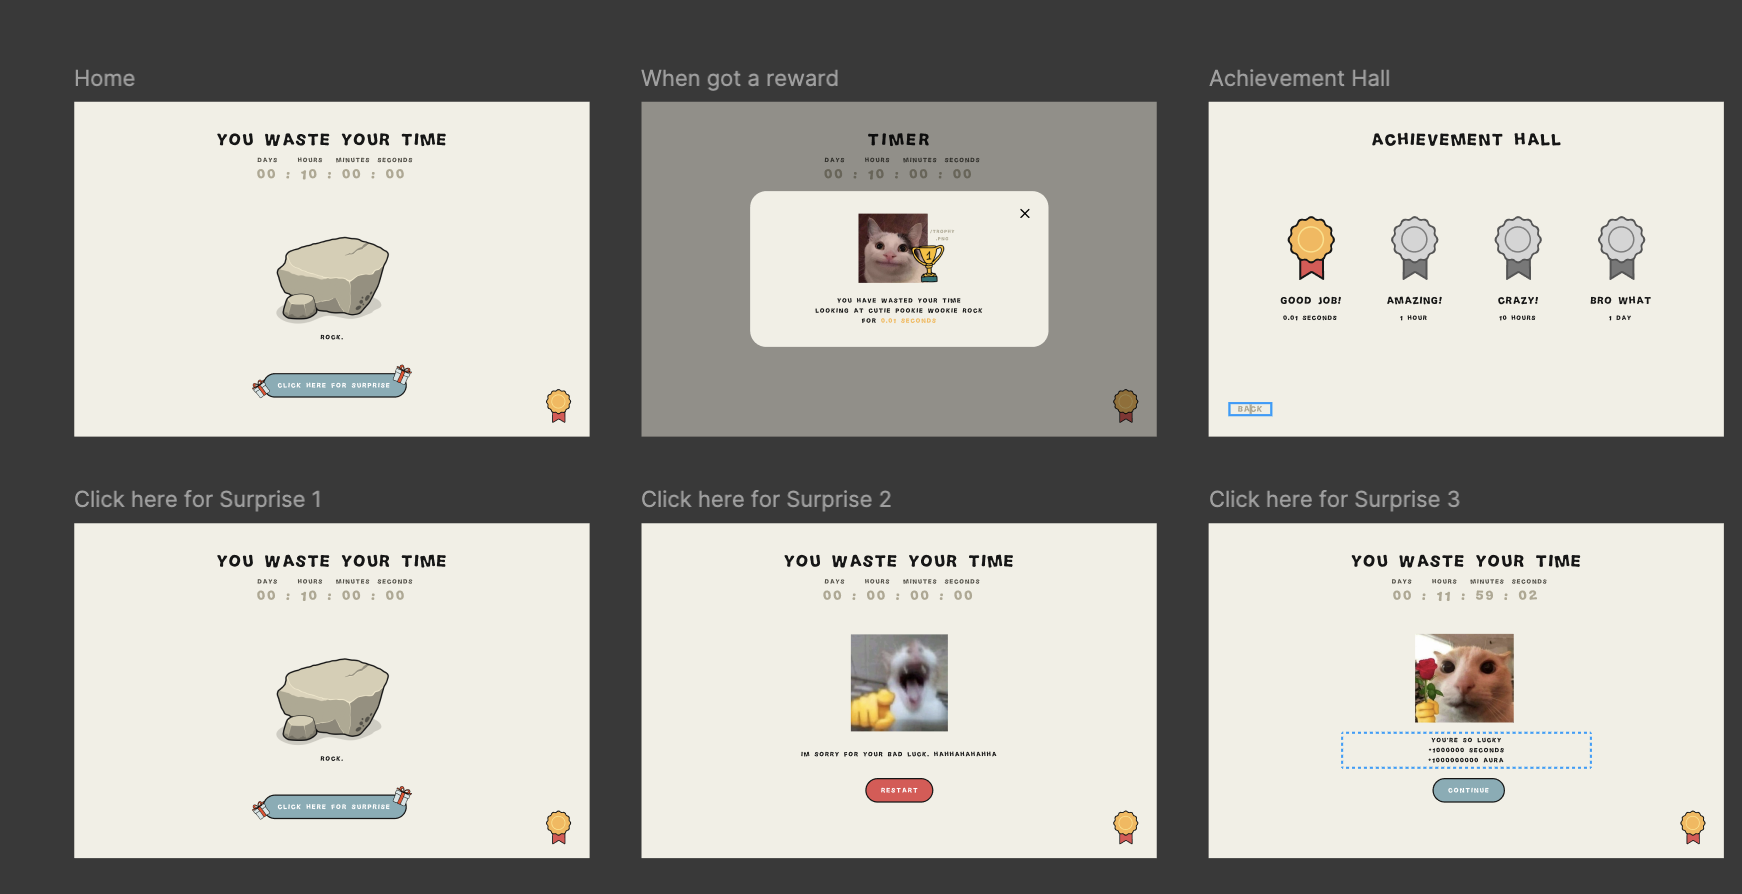 Home
YOU WASTE YOUR TIME
DAYS HOURS MINUTES SECONDS
00 : 10 : 00 : 00
ROCK.
CLICK HERE FOR SURPRISE
When got a reward
TIMER
DAYS HOURS MINUTES SECONDS
00 : 10 : 00 : 00
/TROPHY
.PNG
1
YOU HAVE WASTED YOUR TIME
LOOKING AT CUTIE POOKIE WOOKIE ROCK
FOR 0.01 SECONDS
Achievement Hall
ACHIEVEMENT HALL
GOOD JOB! AMAZING! CRAZY! BRO WHAT
0.01 SECONDS 1 HOUR 10 HOURS 1 DAY
BACK
Click here for Surprise 1
YOU WASTE YOUR TIME
DAYS HOURS MINUTES SECONDS
00 : 10 : 00 : 00
ROCK.
CLICK HERE FOR SURPRISE
Click here for Surprise 2
YOU WASTE YOUR TIME
DAYS HOURS MINUTES SECONDS
00 : 00 : 00 : 00
IM SORRY FOR YOUR BAD LUCK. HAHHAHAHAHHA
RESTART
Click here for Surprise 3
YOU WASTE YOUR TIME
DAYS HOURS MINUTES SECONDS
00 : 11 : 59 : 02
YOU'RE SO LUCKY
+1000000 SECONDS
+1000000000 AURA
CONTINUE